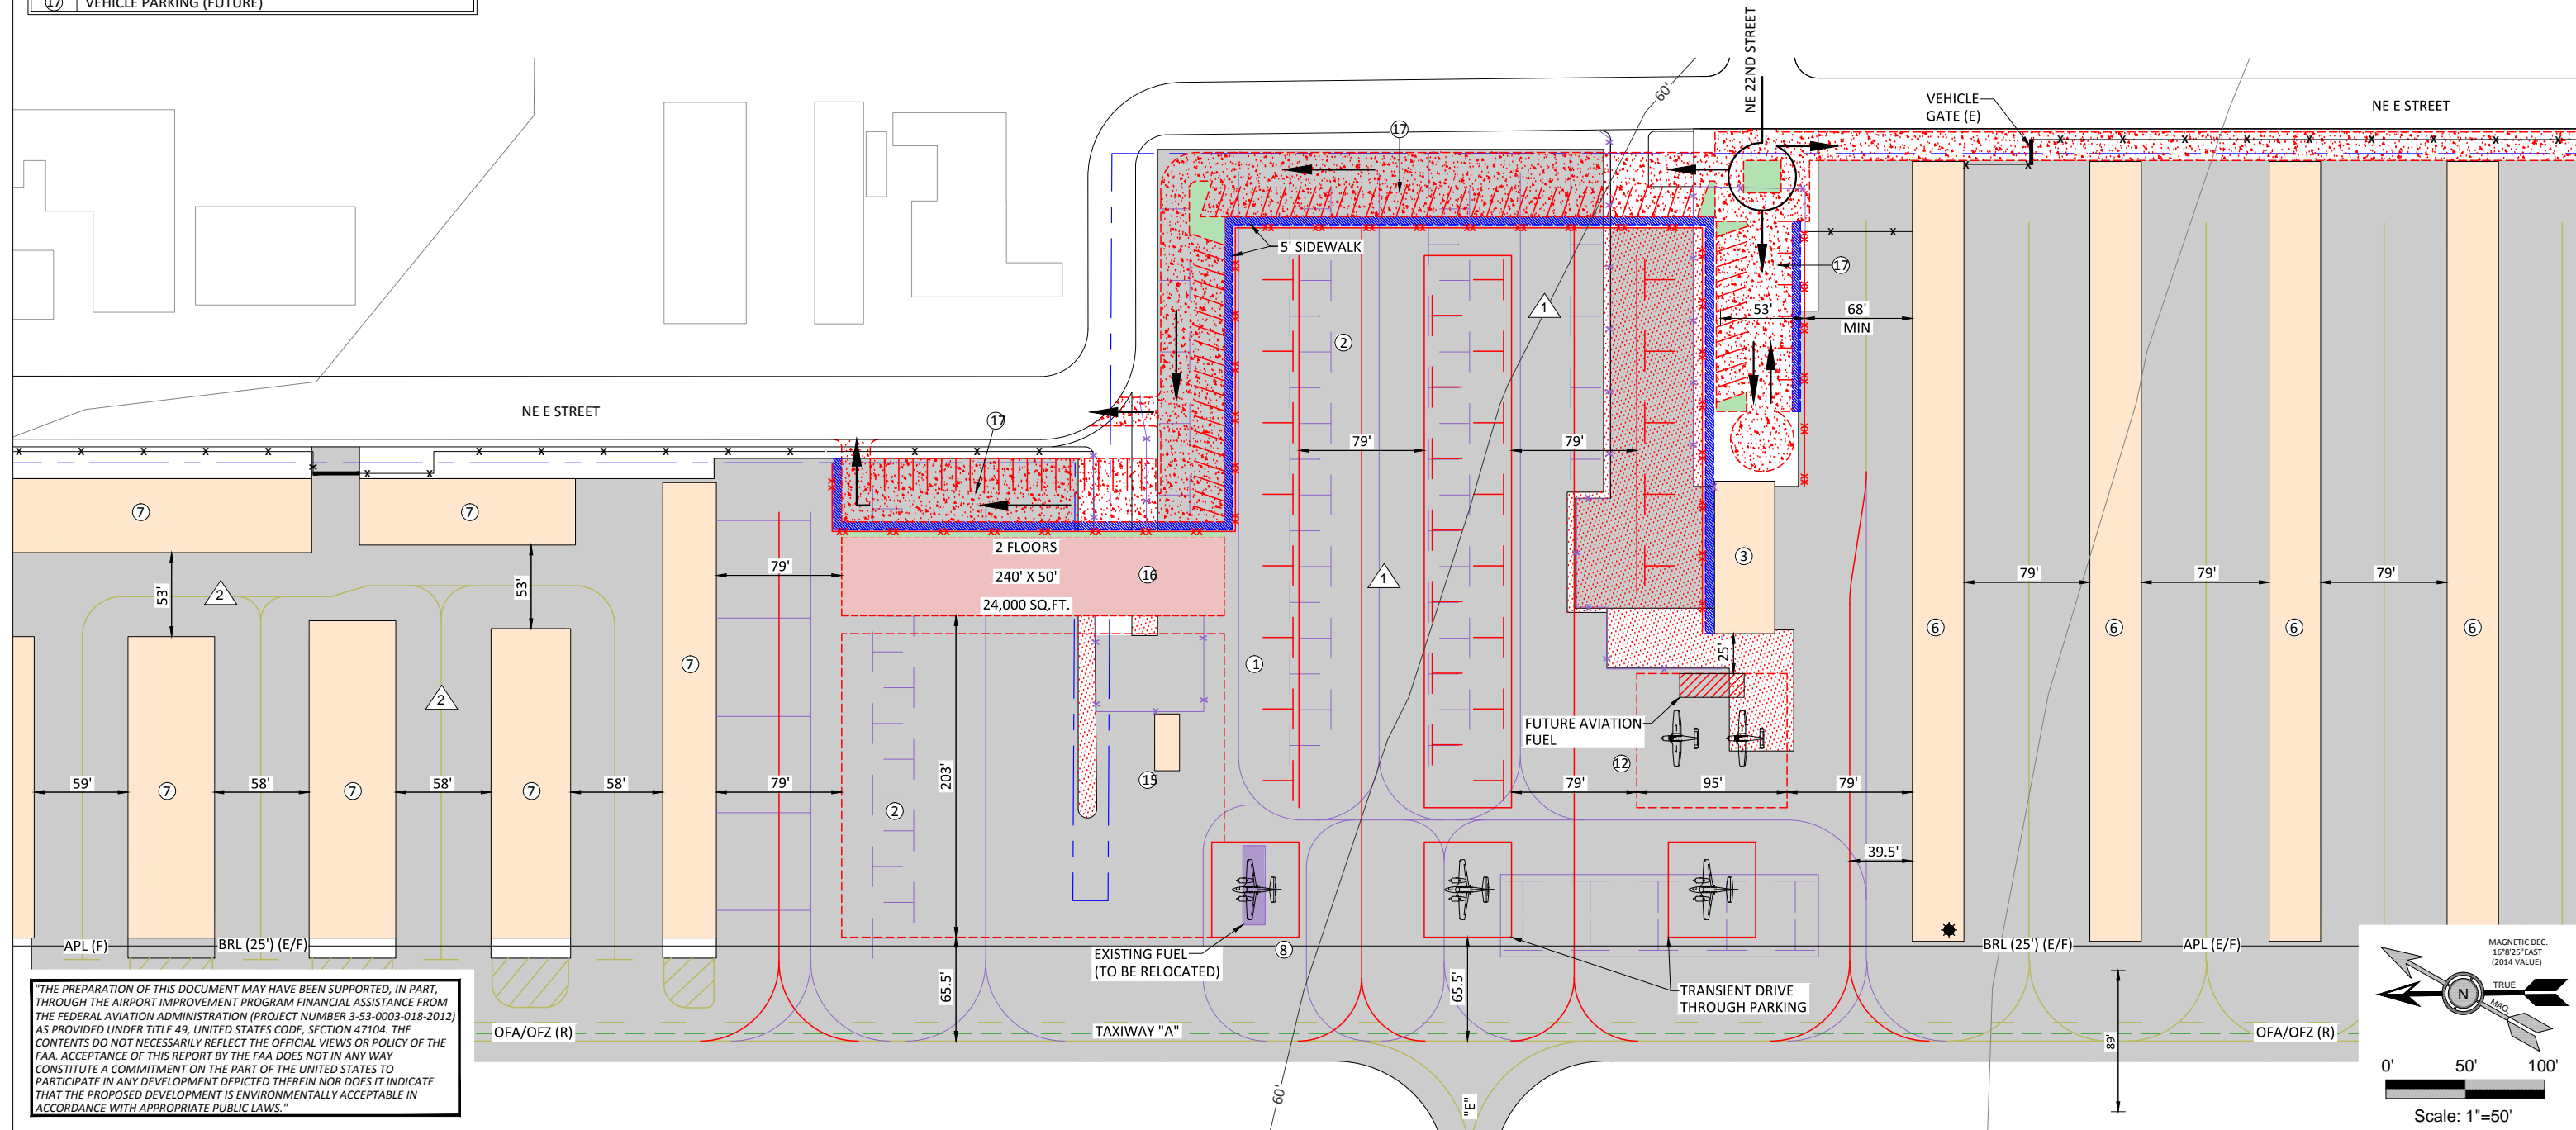 17 VEHICLE PARKING (FUTURE)
NE 22ND STREET
60'
VEHICLE
GATE (E)
NE E STREET
17
5' SIDEWALK
17
1
53'
68'
MIN
2
NE E STREET
17
79'
79'
7
7
3
2 FLOORS
79'
240' X 50'
16
1
79'
79'
79'
53'
2
53'
24,000 SQ.FT.
6
6
6
6
7
1
25'
2
FUTURE AVIATION
FUEL
12
59'
58'
58'
58'
79'
203'
15
79'
95'
79'
7
7
7
2
39.5'
APL (F)
BRL (25') (E/F)
EXISTING FUEL
(TO BE RELOCATED)
8
BRL (25') (E/F)
APL (E/F)
65.5'
65.5'
TRANSIENT DRIVE
THROUGH PARKING
OFA/OFZ (R)
TAXIWAY "A"
OFA/OFZ (R)
89'
60'
"E"
"THE PREPARATION OF THIS DOCUMENT MAY HAVE BEEN SUPPORTED, IN PART,
THROUGH THE AIRPORT IMPROVEMENT PROGRAM FINANCIAL ASSISTANCE FROM
THE FEDERAL AVIATION ADMINISTRATION (PROJECT NUMBER 3-53-0003-018-2012)
AS PROVIDED UNDER TITLE 49, UNITED STATES CODE, SECTION 47104. THE
CONTENTS DO NOT NECESSARILY REFLECT THE OFFICIAL VIEWS OR POLICY OF THE
FAA. ACCEPTANCE OF THIS REPORT BY THE FAA DOES NOT IN ANY WAY
CONSTITUTE A COMMITMENT ON THE PART OF THE UNITED STATES TO
PARTICIPATE IN ANY DEVELOPMENT DEPICTED THEREIN NOR DOES IT INDICATE
THAT THE PROPOSED DEVELOPMENT IS ENVIRONMENTALLY ACCEPTABLE IN
ACCORDANCE WITH APPROPRIATE PUBLIC LAWS."
MAGNETIC DEC.
16°8'25"EAST
(2014 VALUE)
TRUE
N
MAG.
0' 50' 100'
Scale: 1"=50'